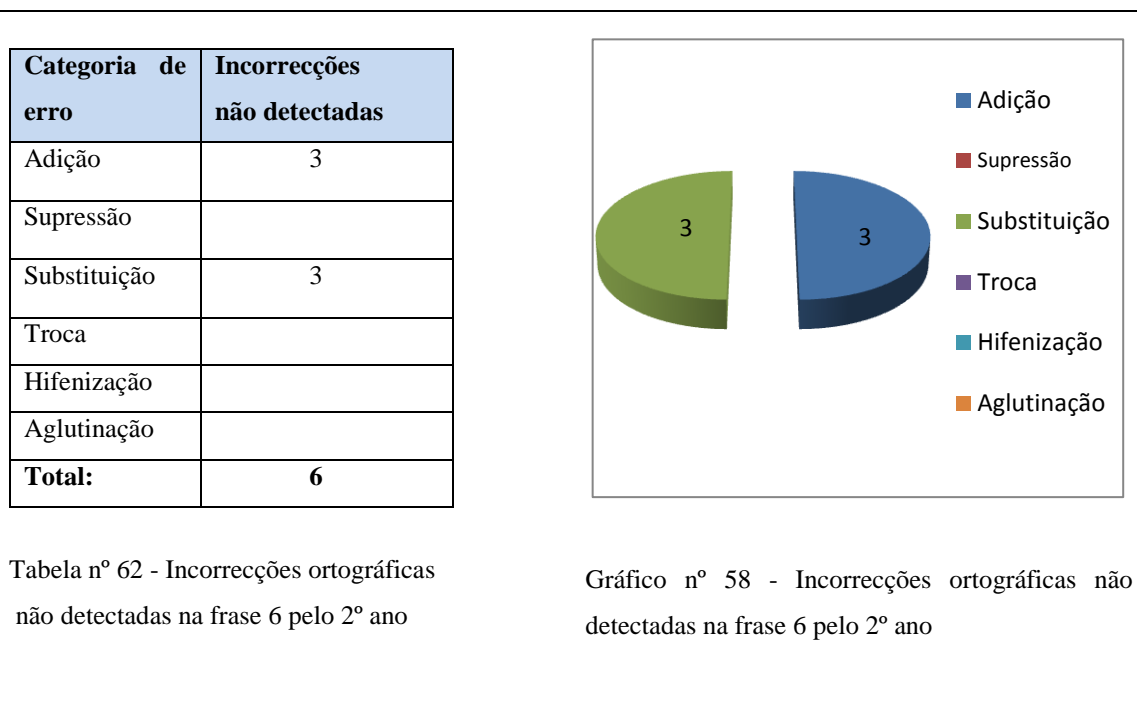 Categoria de
erro
Incorrecções
não detectadas
Adição 3
Supressão
Substituição 3
Troca
Hifenização
Aglutinação
Total: 6
Tabela nº 62 - Incorrecções ortográficas
não detectadas na frase 6 pelo 2º ano
3
3
Adição
Supressão
Substituição
Troca
Hifenização
Aglutinação
Gráfico nº 58 - Incorrecções ortográficas não
detectadas na frase 6 pelo 2º ano